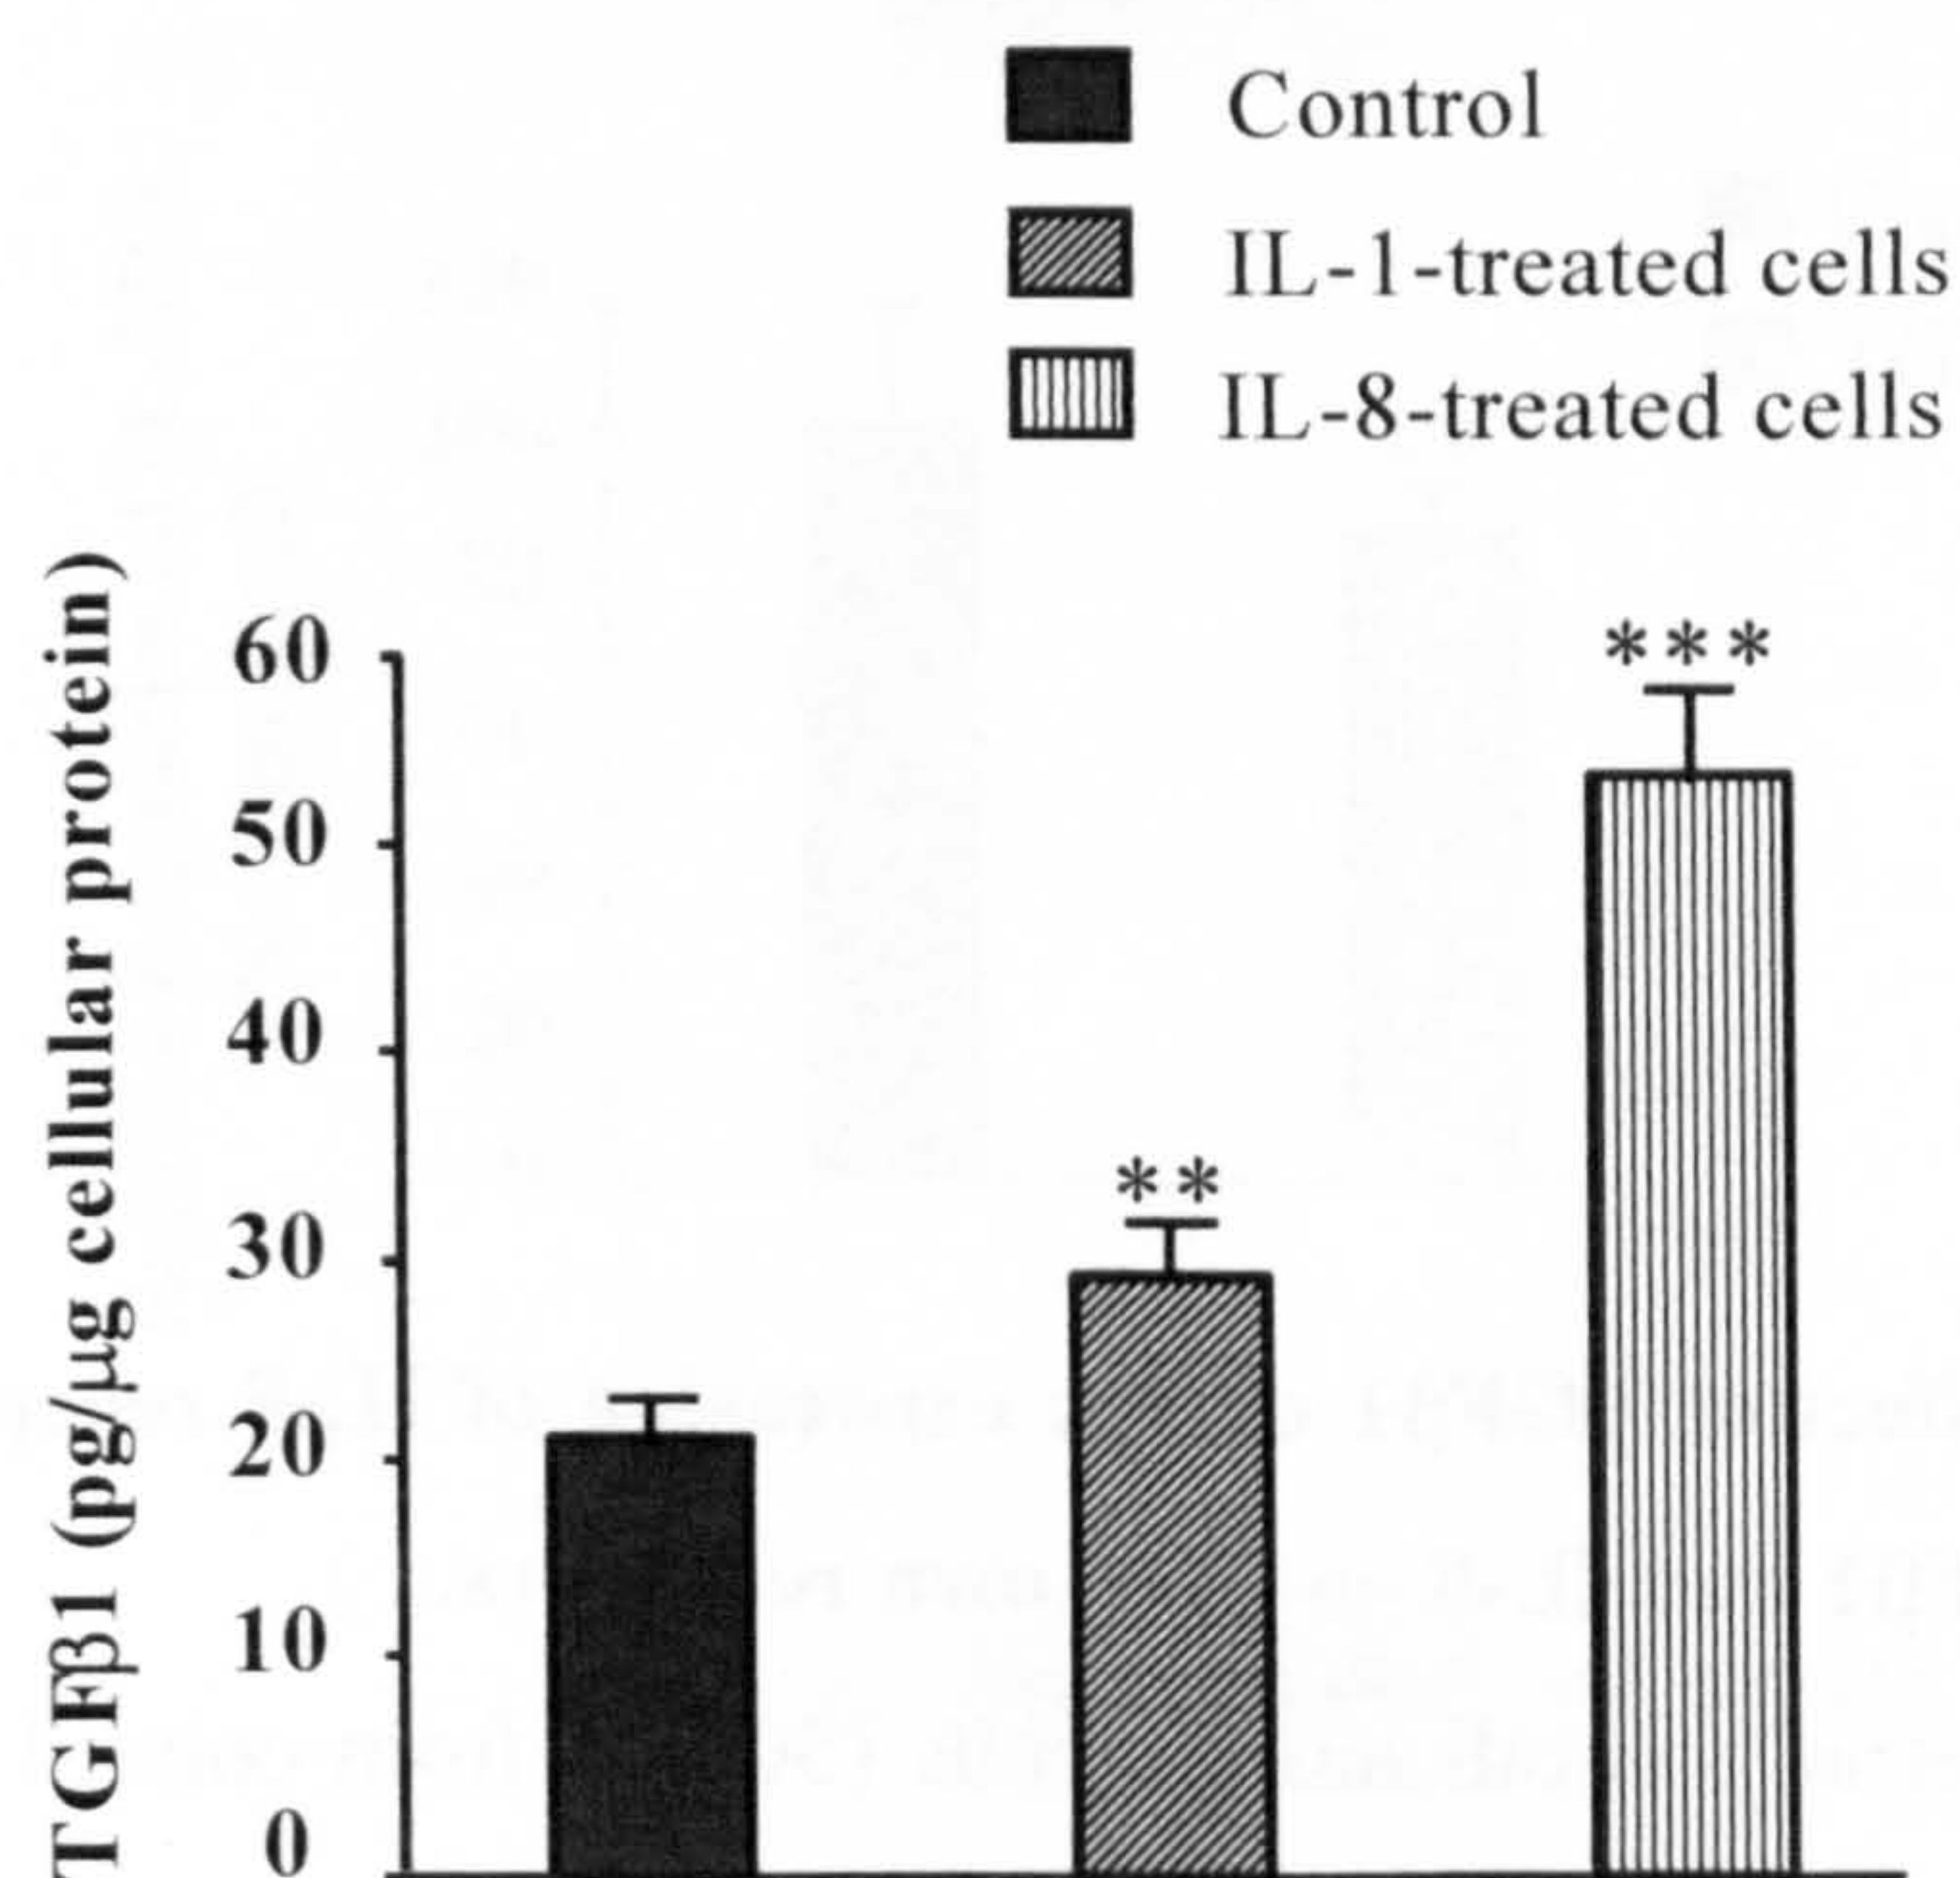 Control
IL-1-treated cells
IL-8-treated cells
TGFβ1 (pg/μg cellular protein)
60
50
40
30
20
10
0
***
**